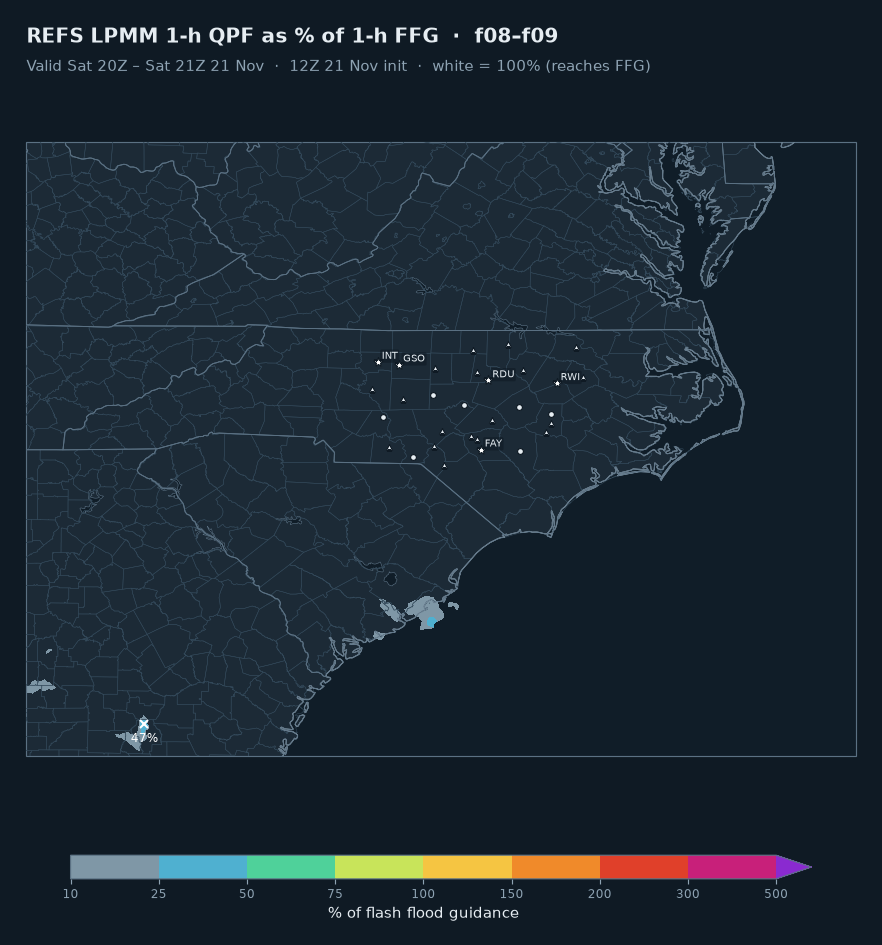 REFS LPMM 1-h QPF as % of 1-h FFG · f08–f09
Valid Sat 20Z – Sat 21Z 21 Nov · 12Z 21 Nov init · white = 100% (reaches FFG)
INT
GSO
RDU
RWI
FAY
47%
10 25 50 75 100 150 200 300 500
% of flash flood guidance